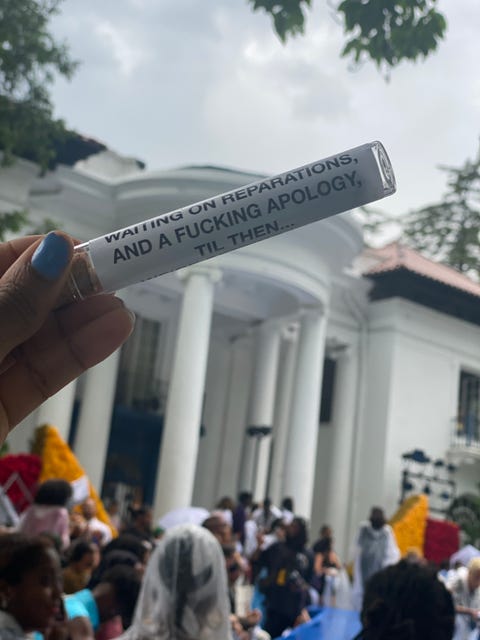 WAITING ON REPARATIONS,
AND A FUCKING APOLOGY,
TIL THEN...